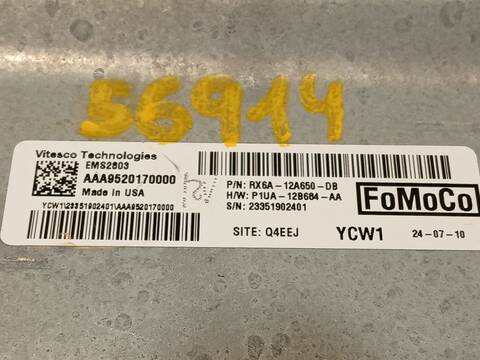 56914
Vitesco Technologies
EMS2803
AAA9520170000
Made in USA
YCW1\23351902401\AAA9520170000
P/N: RX6A-12A650-DB
H/W: P1UA-12B684-AA
S/N: 23351902401
FoMoCo
SITE: Q4EEJ
YCW1
24-07-10